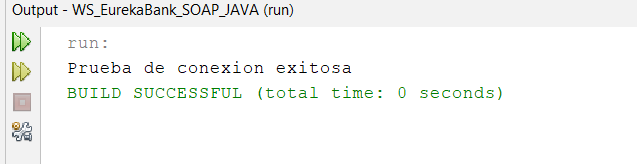 Output - WS_EurekaBank_SOAP_JAVA (run)
run:
Prueba de conexion exitosa
BUILD SUCCESSFUL (total time: 0 seconds)